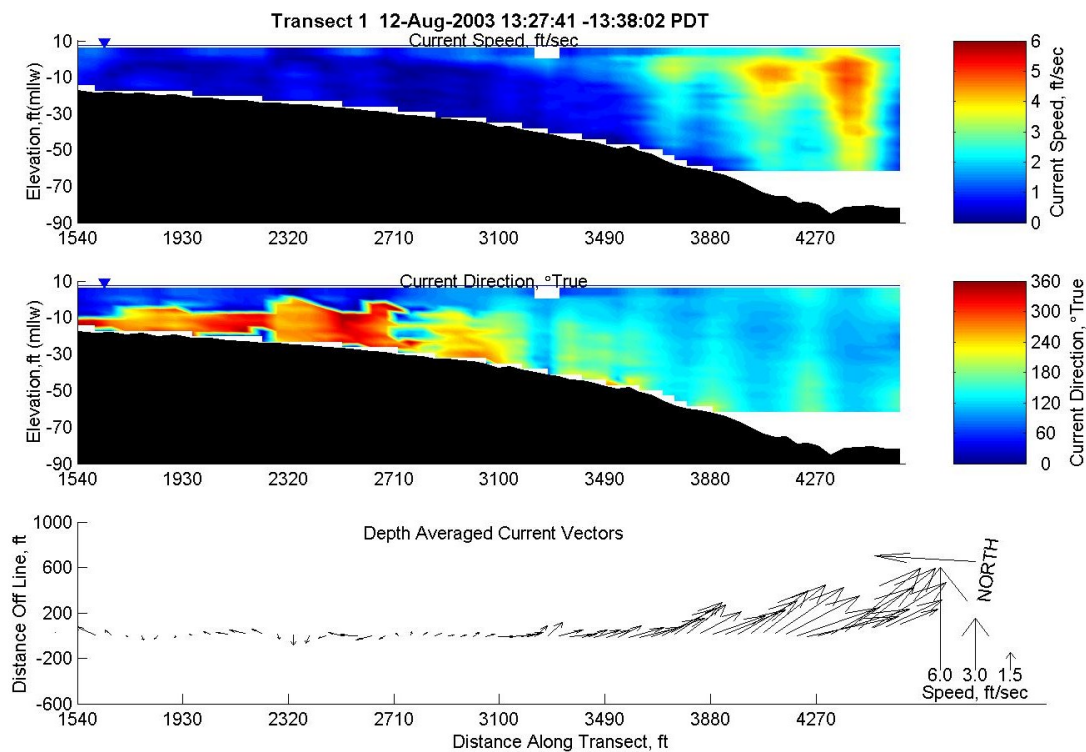 Transect 1 12-Aug-2003 13:27:41 -13:38:02 PDT
Current Speed, ft/sec
Elevation,ft(mllw)
10
-10
-30
-50
-70
-90
1540 1930 2320 2710 3100 3490 3880 4270
6
5
4
3
2
1
0
Current Speed, ft/sec
Current Direction, °True
Elevation,ft (mllw)
10
-10
-30
-50
-70
-90
1540 1930 2320 2710 3100 3490 3880 4270
360
300
240
180
120
60
0
Current Direction,°True
Depth Averaged Current Vectors
Distance Off Line, ft
1000
600
200
-200
-600
NORTH
6.0 3.0 1.5
Speed, ft/sec
1540 1930 2320 2710 3100 3490 3880 4270
Distance Along Transect, ft